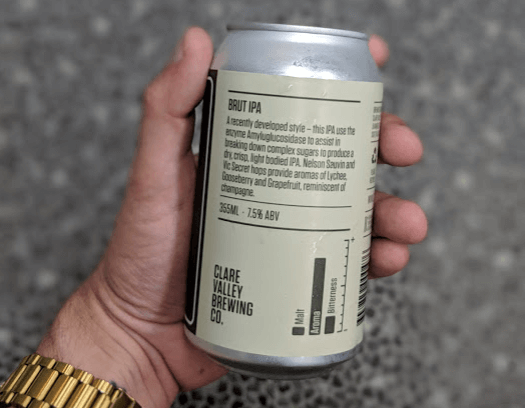 BRUT IPA
A recently developed style – this IPA use the
enzyme Amyluglucosidase to assist in
breaking down complex sugars to produce a
dry, crisp, light bodied IPA. Nelson Sauvin and
Vic Secret hops provide aromas of Lychee,
Gooseberry and Grapefruit, reminiscent of
champagne.
355ML - 7.5% ABV
CLARE
VALLEY
BREWING
CO.
Malt
Aroma
Bitterness
+